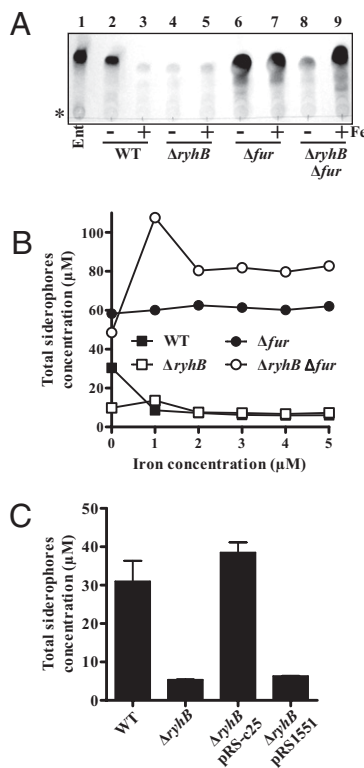 A
1 2 3 4 5 6 7 8 9
*
Ent - + - + - + - + Fe
WT ΔryhB Δfur ΔryhB
Δfur
B
Total siderophores
concentration (µM)
100
80
60
40
20
0
WT Δfur
ΔryhB ΔryhB Δfur
0 1 2 3 4 5
Iron concentration (µM)
C
Total siderophores
concentration (µM)
50
40
30
20
10
0
WT
ΔryhB
ΔryhB
pRS-c25
ΔryhB
pRS1551